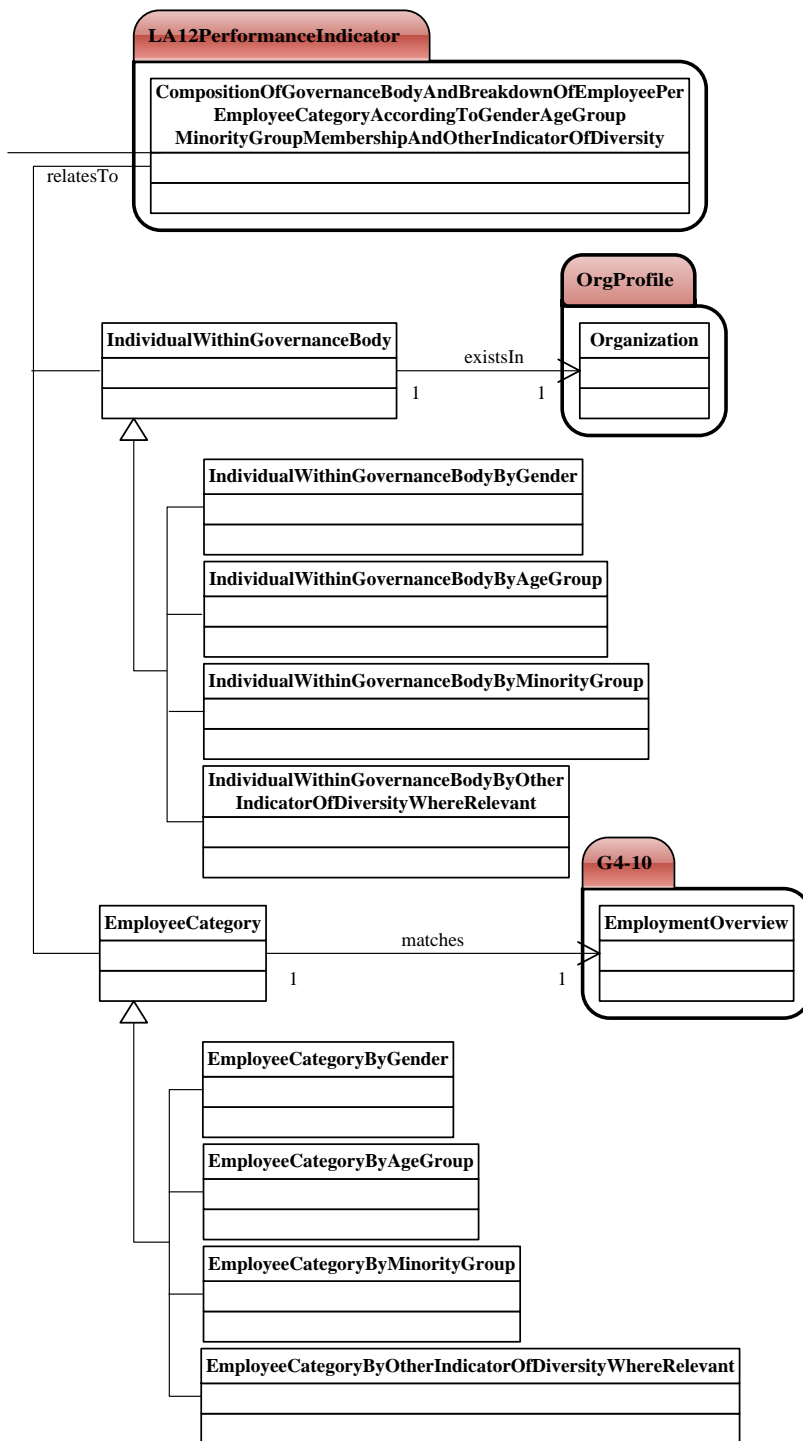 LA12PerformanceIndicator
CompositionOfGovernanceBodyAndBreakdownOfEmployeePer
EmployeeCategoryAccordingToGenderAgeGroup
MinorityGroupMembershipAndOtherIndicatorOfDiversity
relatesTo
OrgProfile
IndividualWithinGovernanceBody
existsIn
Organization
1
1
IndividualWithinGovernanceBodyByGender
IndividualWithinGovernanceBodyByAgeGroup
IndividualWithinGovernanceBodyByMinorityGroup
IndividualWithinGovernanceBodyByOther
IndicatorOfDiversityWhereRelevant
G4-10
EmployeeCategory
matches
EmploymentOverview
1
1
EmployeeCategoryByGender
EmployeeCategoryByAgeGroup
EmployeeCategoryByMinorityGroup
EmployeeCategoryByOtherIndicatorOfDiversityWhereRelevant